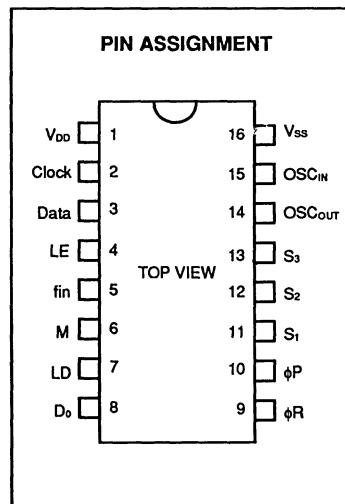 PIN ASSIGNMENT
VDD 1 16 VSS
Clock 2 15 OSCIN
Data 3 14 OSCOUT
LE 4 13 S3
TOP VIEW
fin 5 12 S2
M 6 11 S1
LD 7 10 ϕP
D0 8 9 ϕR